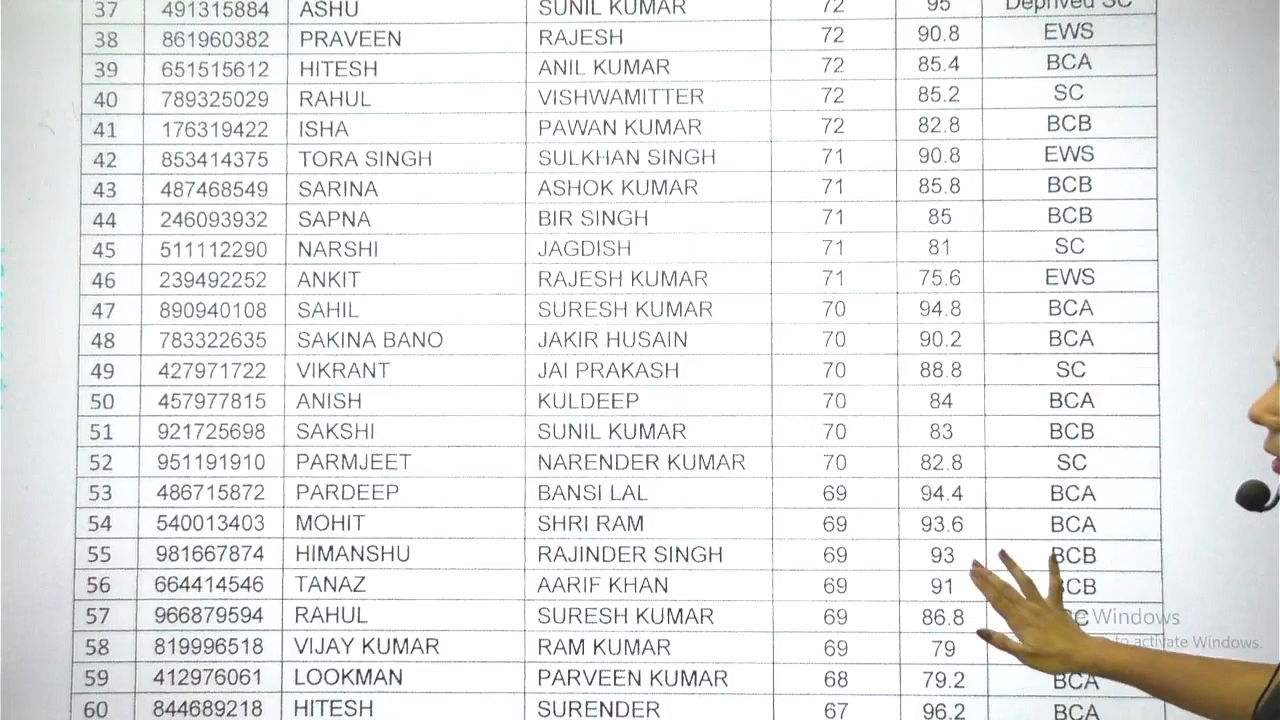 37 491315884 ASHU SUNIL KUMAR 72 95 Deprived SC
38 861960382 PRAVEEN RAJESH 72 90.8 EWS
39 651515612 HITESH ANIL KUMAR 72 85.4 BCA
40 789325029 RAHUL VISHWAMITTER 72 85.2 SC
41 176319422 ISHA PAWAN KUMAR 72 82.8 BCB
42 853414375 TORA SINGH SULKHAN SINGH 71 90.8 EWS
43 487468549 SARINA ASHOK KUMAR 71 85.8 BCB
44 246093932 SAPNA BIR SINGH 71 85 BCB
45 511112290 NARSHI JAGDISH 71 81 SC
46 239492252 ANKIT RAJESH KUMAR 71 75.6 EWS
47 890940108 SAHIL SURESH KUMAR 70 94.8 BCA
48 783322635 SAKINA BANO JAKIR HUSAIN 70 90.2 BCA
49 427971722 VIKRANT JAI PRAKASH 70 88.8 SC
50 457977815 ANISH KULDEEP 70 84 BCA
51 921725698 SAKSHI SUNIL KUMAR 70 83 BCB
52 951191910 PARMJEET NARENDER KUMAR 70 82.8 SC
53 486715872 PARDEEP BANSI LAL 69 94.4 BCA
54 540013403 MOHIT SHRI RAM 69 93.6 BCA
55 981667874 HIMANSHU RAJINDER SINGH 69 93 BCB
56 664414546 TANAZ AARIF KHAN 69 91 CB
57 966879594 RAHUL SURESH KUMAR 69 86.8
Windows
58 819996518 VIJAY KUMAR RAM KUMAR 69 79
to activate Windows.
59 412976061 LOOKMAN PARVEEN KUMAR 68 79.2 BCA
60 844689218 HITESH SURENDER 67 96.2 BCA